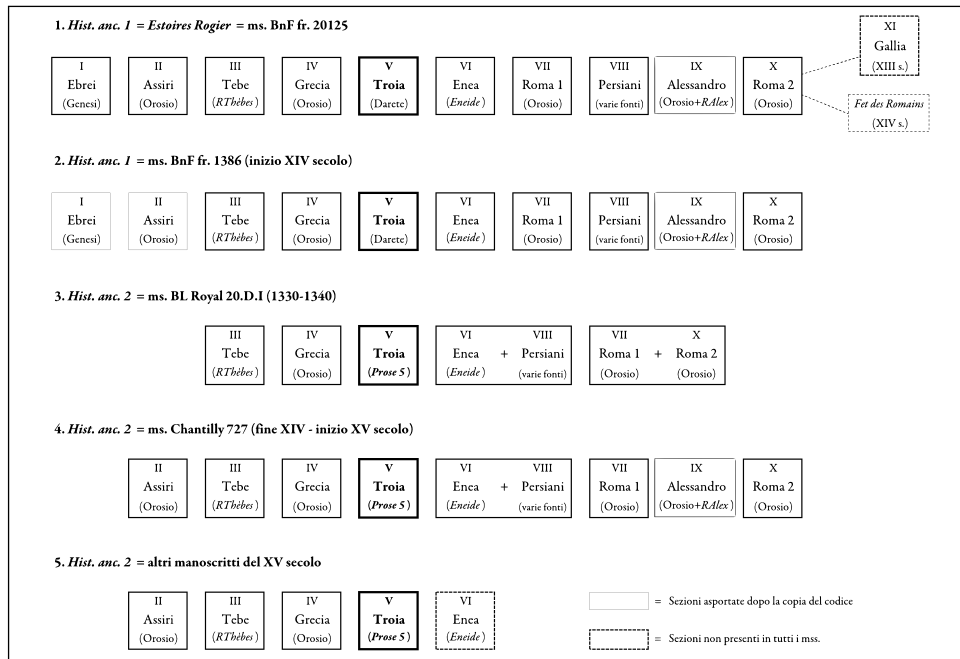 1. Hist. anc. 1 = Estoires Rogier = ms. BnF fr. 20125
XI
Gallia
(XIII s.)
I II III IV V VI VII VIII IX X
Ebrei Assiri Tebe Grecia Troia Enea Roma 1 Persiani Alessandro Roma 2
(Genesi) (Orosio) (RThèbes) (Orosio) (Darete) (Eneide) (Orosio) (varie fonti) (Orosio+RAlex) (Orosio)
Fet des Romains
(XIV s.)
2. Hist. anc. 1 = ms. BnF fr. 1386 (inizio XIV secolo)
I II III IV V VI VII VIII IX X
Ebrei Assiri Tebe Grecia Troia Enea Roma 1 Persiani Alessandro Roma 2
(Genesi) (Orosio) (RThèbes) (Orosio) (Darete) (Eneide) (Orosio) (varie fonti) (Orosio+RAlex) (Orosio)
3. Hist. anc. 2 = ms. BL Royal 20.D.I (1330-1340)
III IV V VI VIII VII X
Tebe Grecia Troia Enea + Persiani Roma 1 + Roma 2
(RThèbes) (Orosio) (Prose 5) (Eneide) (varie fonti) (Orosio) (Orosio)
4. Hist. anc. 2 = ms. Chantilly 727 (fine XIV - inizio XV secolo)
II III IV V VI VIII VII IX X
Assiri Tebe Grecia Troia Enea + Persiani Roma 1 Alessandro Roma 2
(Orosio) (RThèbes) (Orosio) (Prose 5) (Eneide) (varie fonti) (Orosio) (Orosio+RAlex) (Orosio)
5. Hist. anc. 2 = altri manoscritti del XV secolo
II III IV V VI
Assiri Tebe Grecia Troia Enea
(Orosio) (RThèbes) (Orosio) (Prose 5) (Eneide)
= Sezioni asportate dopo la copia del codice
= Sezioni non presenti in tutti i mss.